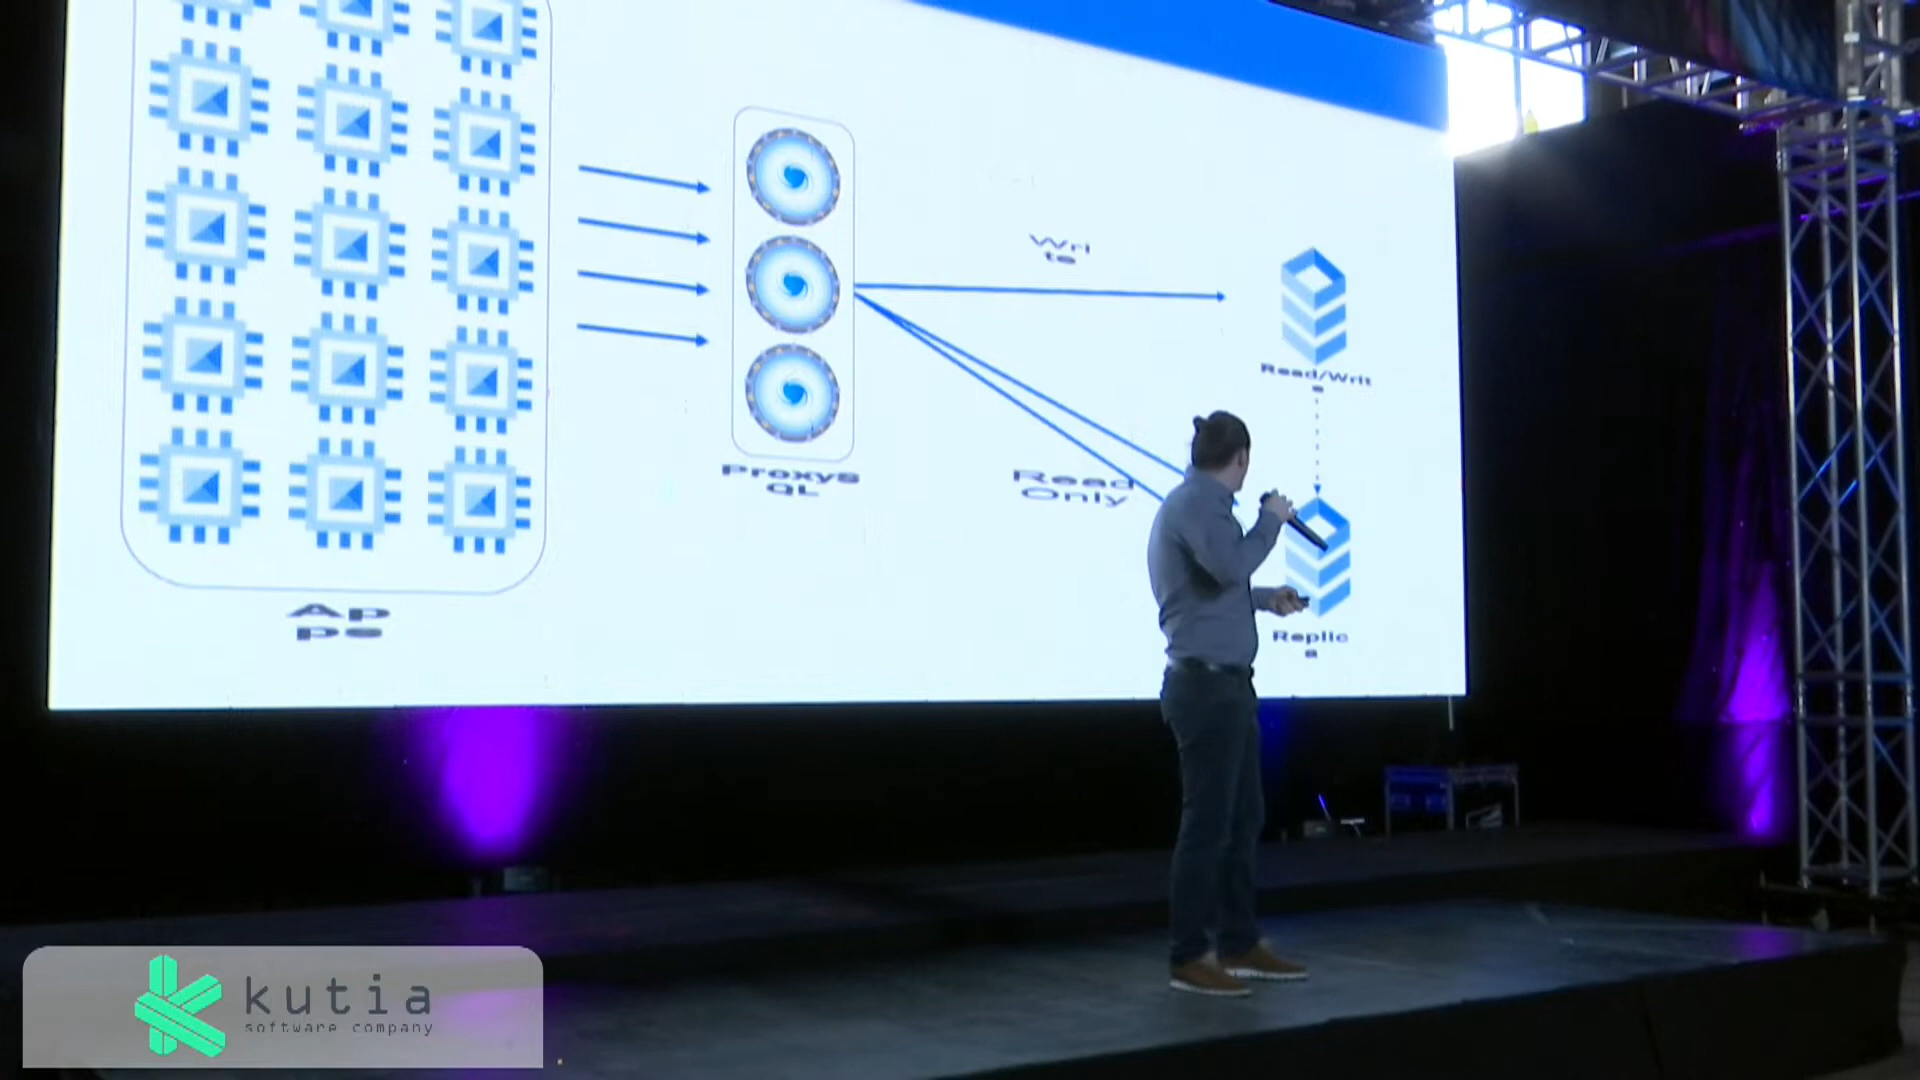 Wri
te
Read/Writ
e
ProxyS
QL
Read
Only
Ap
ps
Replic
a
kutia
software company